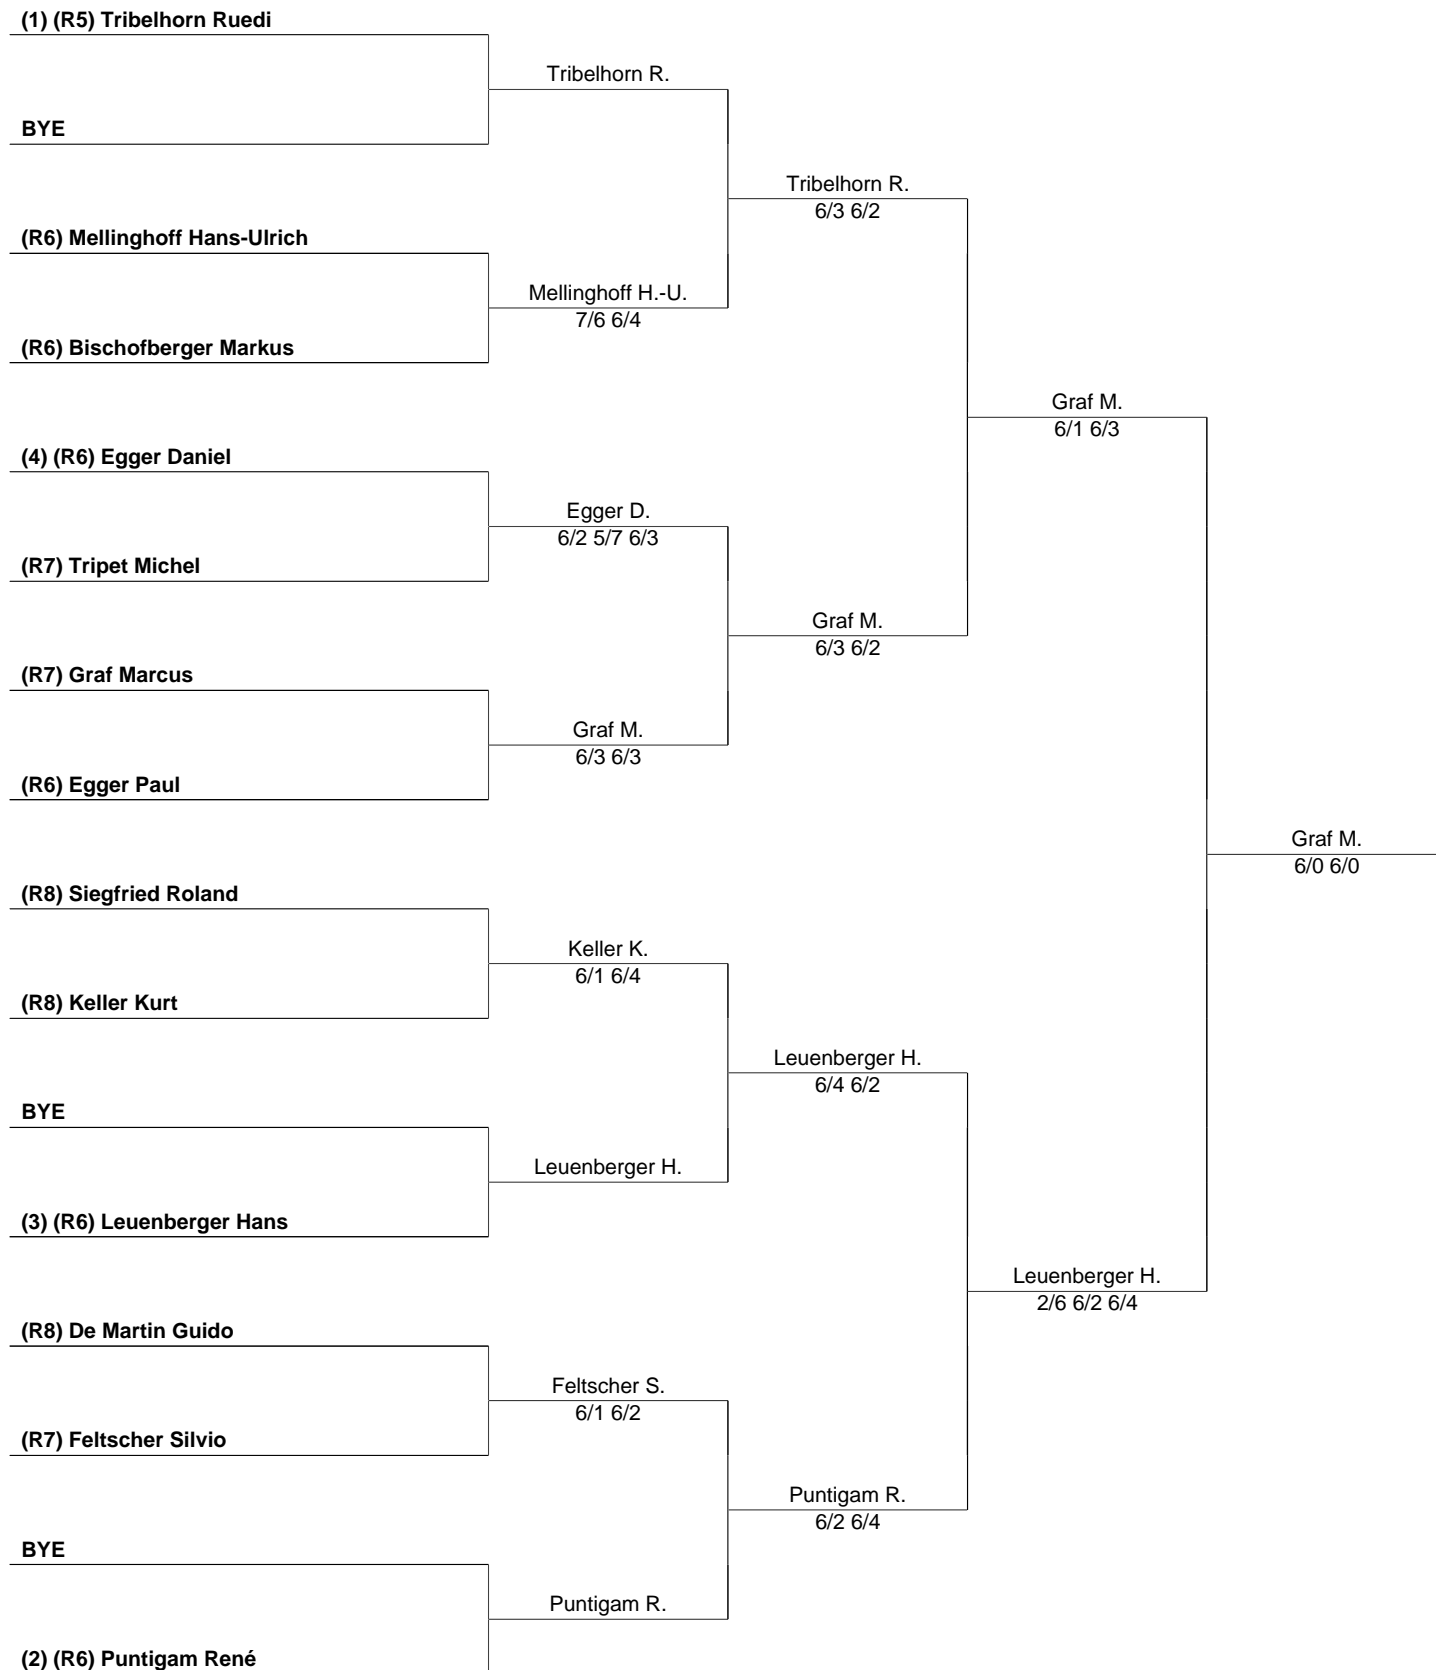 (1) (R5) Tribelhorn Ruedi
Tribelhorn R.
BYE
Tribelhorn R.
6/3 6/2
(R6) Mellinghoff Hans-Ulrich
Mellinghoff H.-U.
7/6 6/4
(R6) Bischofberger Markus
Graf M.
6/1 6/3
(4) (R6) Egger Daniel
Egger D.
6/2 5/7 6/3
(R7) Tripet Michel
Graf M.
6/3 6/2
(R7) Graf Marcus
Graf M.
6/3 6/3
(R6) Egger Paul
Graf M.
6/0 6/0
(R8) Siegfried Roland
Keller K.
6/1 6/4
(R8) Keller Kurt
Leuenberger H.
6/4 6/2
BYE
Leuenberger H.
(3) (R6) Leuenberger Hans
Leuenberger H.
2/6 6/2 6/4
(R8) De Martin Guido
Feltscher S.
6/1 6/2
(R7) Feltscher Silvio
Puntigam R.
6/2 6/4
BYE
Puntigam R.
(2) (R6) Puntigam René